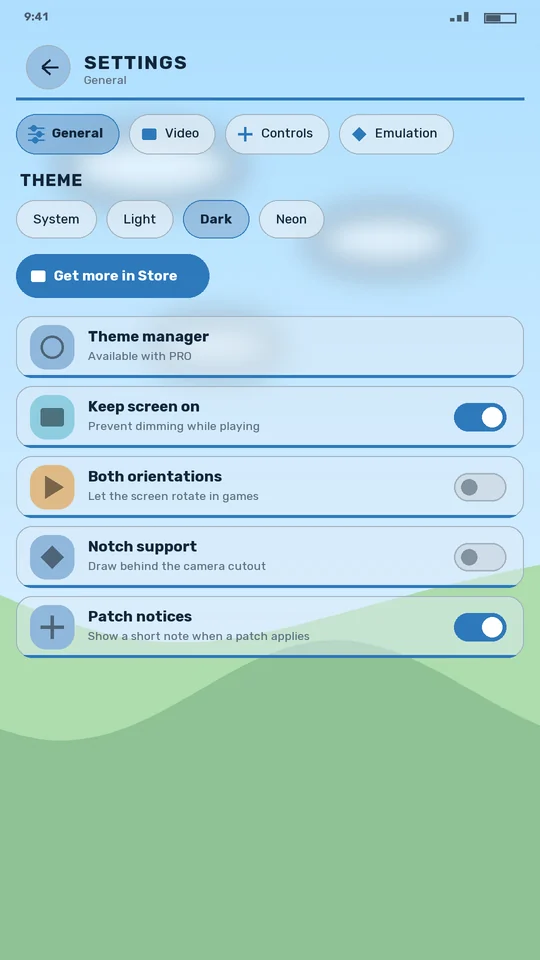 9:41
SETTINGS
General
General Video Controls Emulation
THEME
System Light Dark Neon
Get more in Store
Theme manager
Available with PRO
Keep screen on
Prevent dimming while playing
Both orientations
Let the screen rotate in games
Notch support
Draw behind the camera cutout
Patch notices
Show a short note when a patch applies